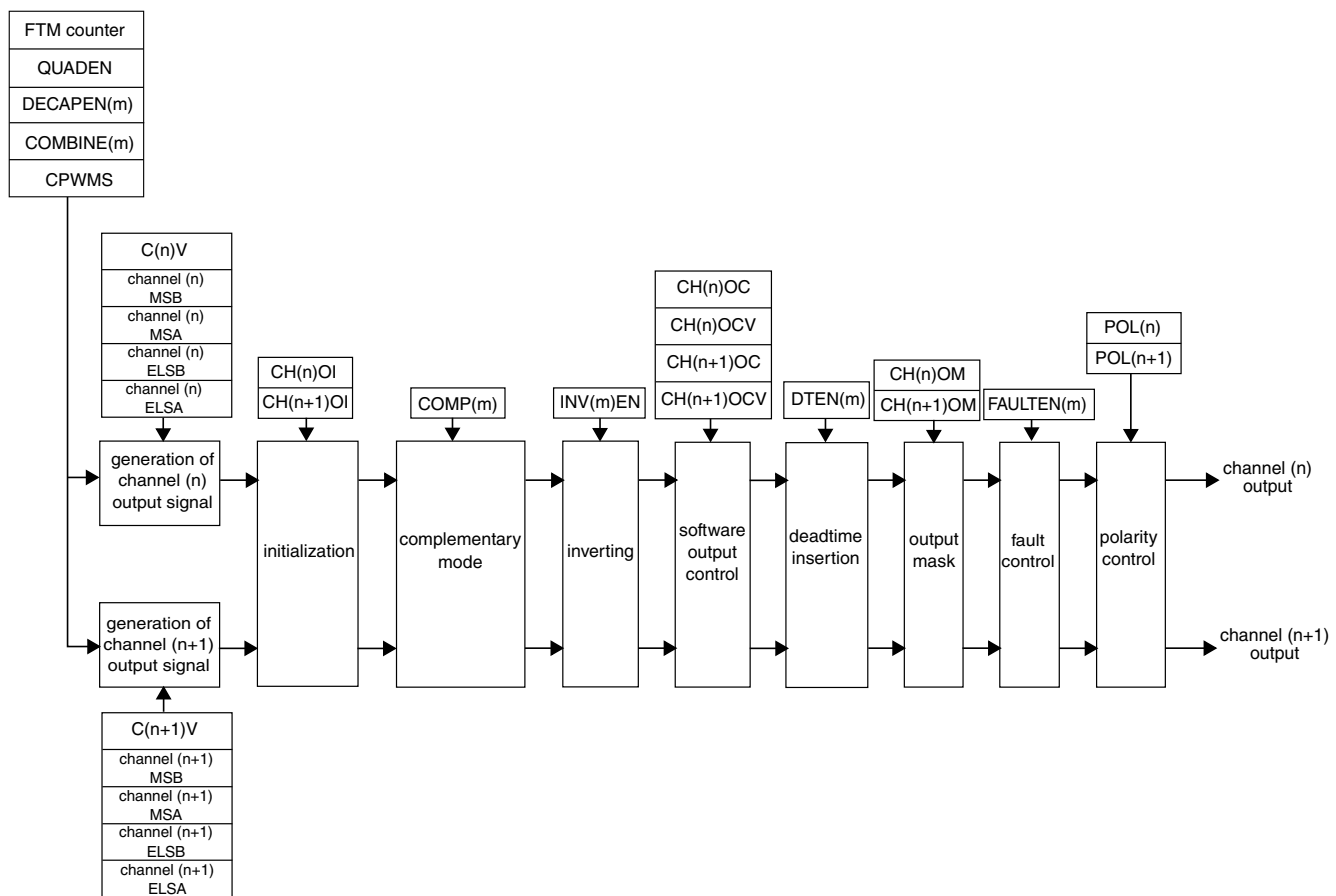 FTM counter
QUADEN
DECAPEN(m)
COMBINE(m)
CPWMS
C(n)V
channel (n)
MSB
channel (n)
MSA
channel (n)
ELSB
channel (n)
ELSA
CH(n)OI
CH(n+1)OI
COMP(m)
INV(m)EN
CH(n)OC
CH(n)OCV
CH(n+1)OC
CH(n+1)OCV
DTEN(m)
CH(n)OM
CH(n+1)OM
FAULTEN(m)
POL(n)
POL(n+1)
generation of
channel (n)
output signal
initialization
complementary
mode
inverting
software
output
control
deadtime
insertion
output
mask
fault
control
polarity
control
channel (n)
output
generation of
channel (n+1)
output signal
channel (n+1)
output
C(n+1)V
channel (n+1)
MSB
channel (n+1)
MSA
channel (n+1)
ELSB
channel (n+1)
ELSA